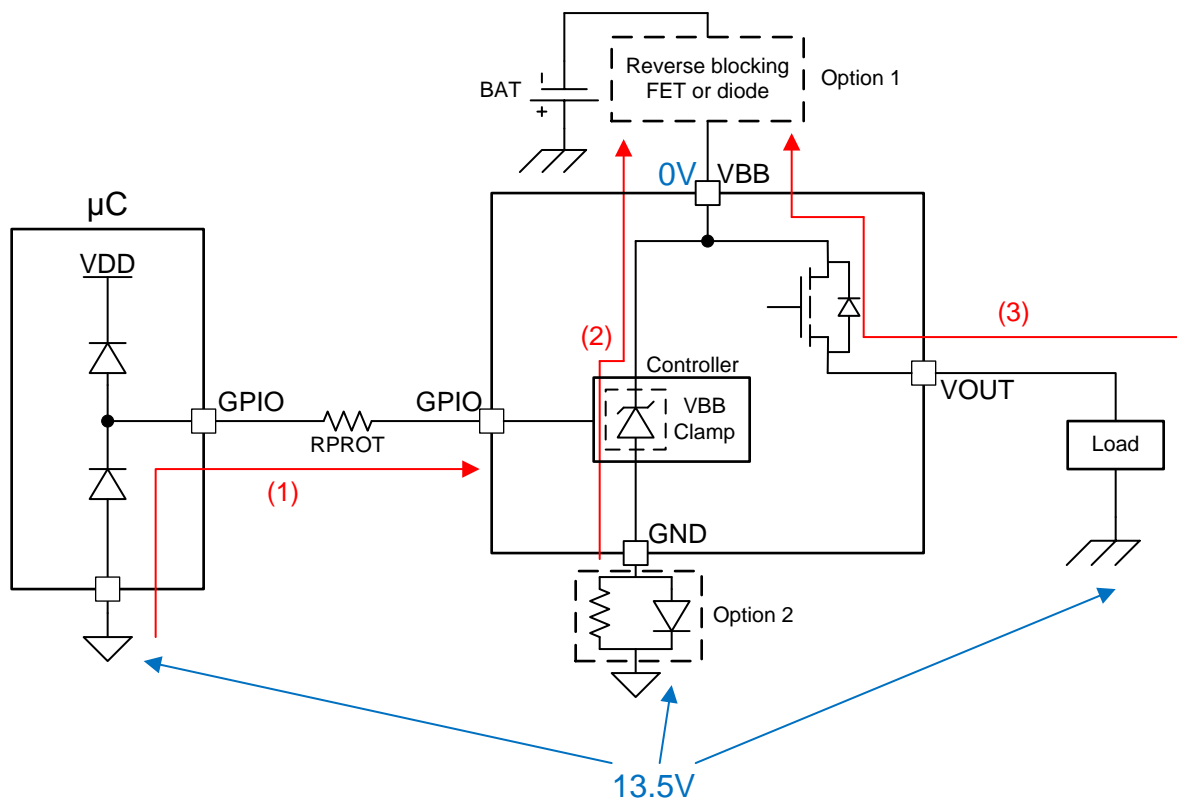 Reverse blocking
FET or diode
Option 1
BAT
-
+
0V
VBB
µC
VDD
(2)
(3)
Controller
GPIO
GPIO
VBB
Clamp
VOUT
RPROT
Load
(1)
GND
Option 2
13.5V